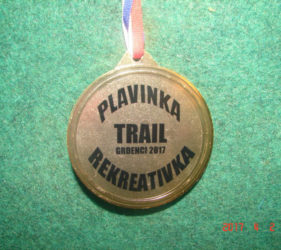 PLAVINKA
TRAIL
GRBENCI 2017
REKREATIVKA